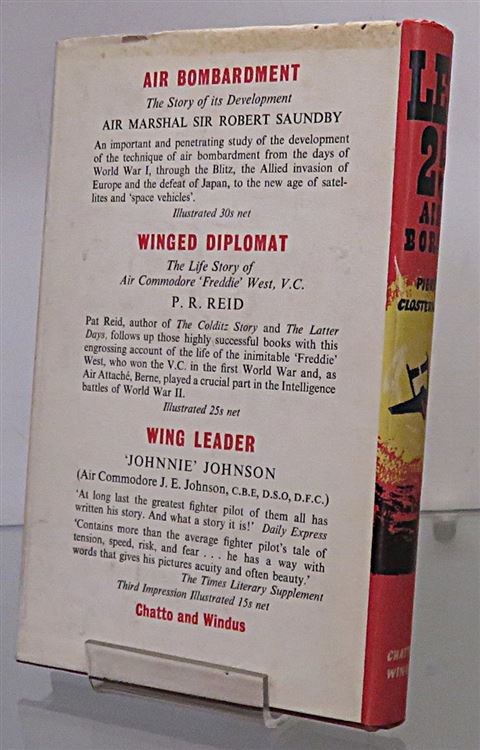 AIR BOMBARDMENT
The Story of its Development
AIR MARSHAL SIR ROBERT SAUNDBY
An important and penetrating study of the development
of the technique of air bombardment from the days of
World War I, through the Blitz, the Allied invasion of
Europe and the defeat of Japan, to the new age of satel-
lites and 'space vehicles'.
Illustrated 30s net
WINGED DIPLOMAT
The Life Story of
Air Commodore 'Freddie' West, V.C.
P. R. REID
Pat Reid, author of The Colditz Story and The Latter
Days, follows up those highly successful books with this
engrossing account of the life of the inimitable 'Freddie'
West, who won the V.C. in the first World War and, as
Air Attaché, Berne, played a crucial part in the Intelligence
battles of World War II.
Illustrated 25s net
WING LEADER
'JOHNNIE' JOHNSON
(Air Commodore J. E. Johnson, C.B.E, D.S.O, D.F.C.)
'At long last the greatest fighter pilot of them all has
written his story. And what a story it is!' Daily Express
'Contains more than the average fighter pilot's tale of
tension, speed, risk, and fear . . . he has a way with
words that gives his pictures acuity and often beauty.'
The Times Literary Supplement
Third Impression Illustrated 15s net
Chatto and Windus